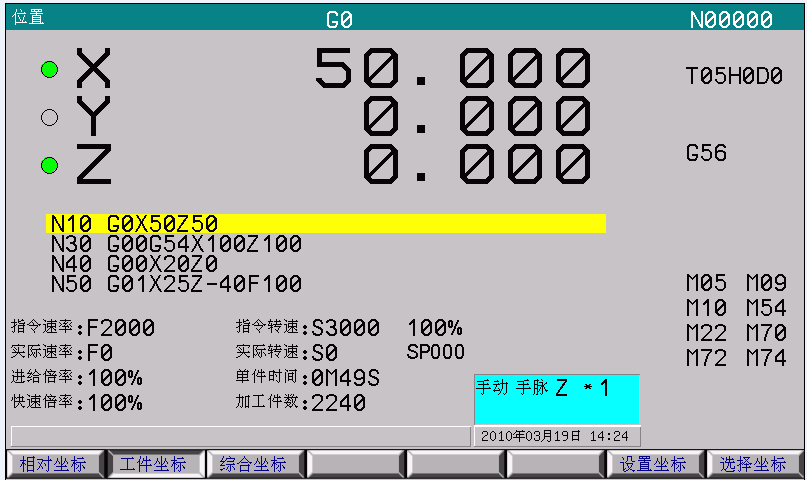 位置 G0 N00000
X 50.000 T05H0D0
Y 0.000
Z 0.000 G56
N10 G0X50Z50
N30 G00G54X100Z100
N40 G00X20Z0
N50 G01X25Z-40F100
M05 M09
M10 M54
M22 M70
M72 M74
指令速率:F2000 指令转速:S3000 100%
实际速率:F0 实际转速:S0 SP000
进给倍率:100% 单件时间:0M49S
快速倍率:100% 加工件数:2240
手动 手脉 Z *1
2010年03月19日 14:24
相对坐标 工件坐标 综合坐标 设置坐标 选择坐标